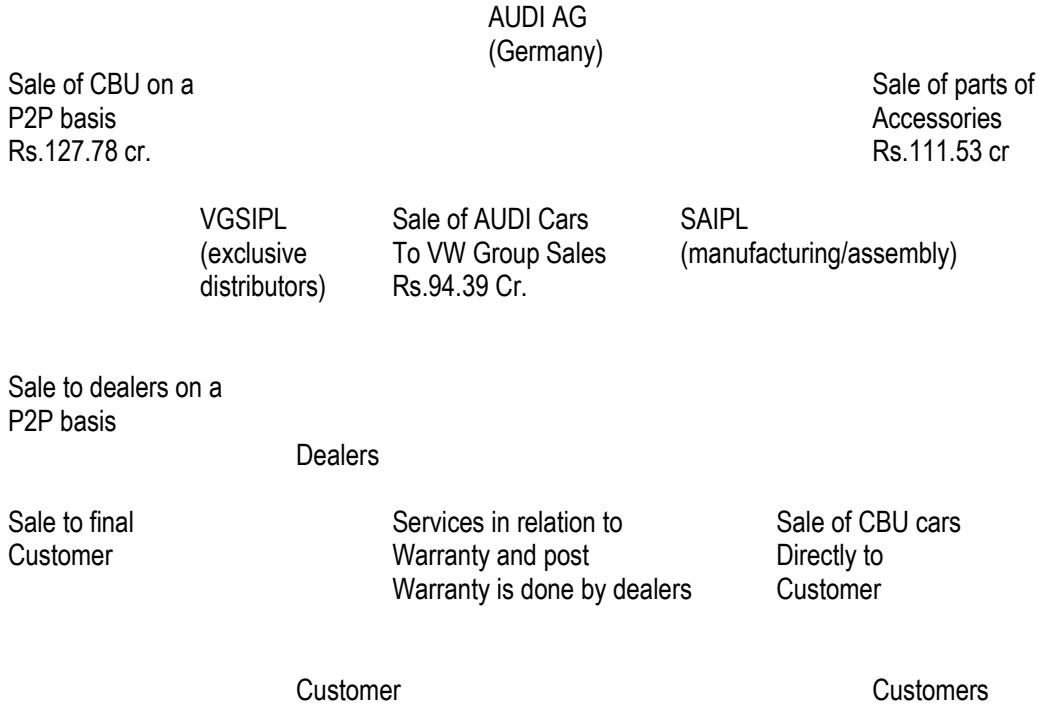 AUDI AG
(Germany)
Sale of CBU on a
P2P basis
Rs.127.78 cr.
Sale of parts of
Accessories
Rs.111.53 cr
VGSIPL
(exclusive
distributors)
Sale of AUDI Cars
To VW Group Sales
Rs.94.39 Cr.
SAIPL
(manufacturing/assembly)
Sale to dealers on a
P2P basis
Dealers
Sale to final
Customer
Services in relation to
Warranty and post
Warranty is done by dealers
Sale of CBU cars
Directly to
Customer
Customer
Customers